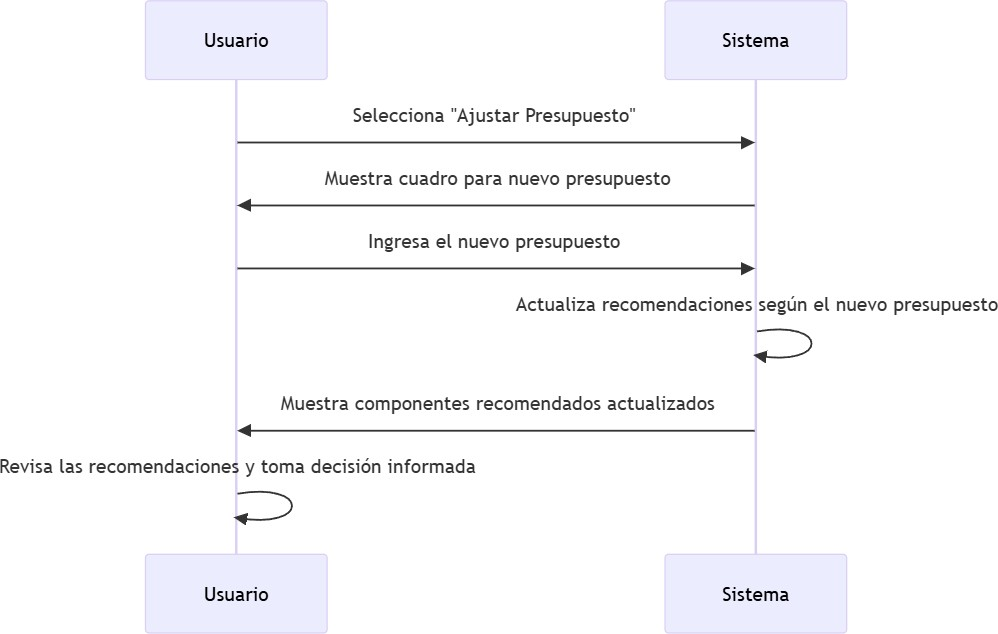 Usuario
Sistema
Selecciona "Ajustar Presupuesto"
Muestra cuadro para nuevo presupuesto
Ingresa el nuevo presupuesto
Actualiza recomendaciones según el nuevo presupuesto
Muestra componentes recomendados actualizados
Revisa las recomendaciones y toma decisión informada
Usuario
Sistema